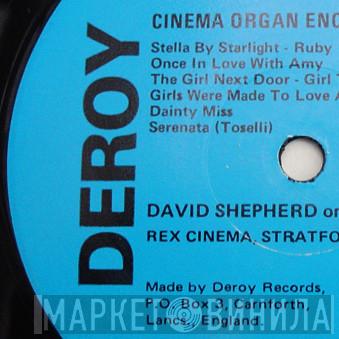 DEROY
CINEMA ORGAN ENC
Stella By Starlight - Ruby
Once In Love With Amy
The Girl Next Door - Girl T
Girls Were Made To Love A
Dainty Miss
Serenata (Toselli)
DAVID SHEPHERD on
REX CINEMA, STRATFO
Made by Deroy Records,
P.O. Box 3, Carnforth,
Lancs., England.
МАРКЕТ ВИНИЛА